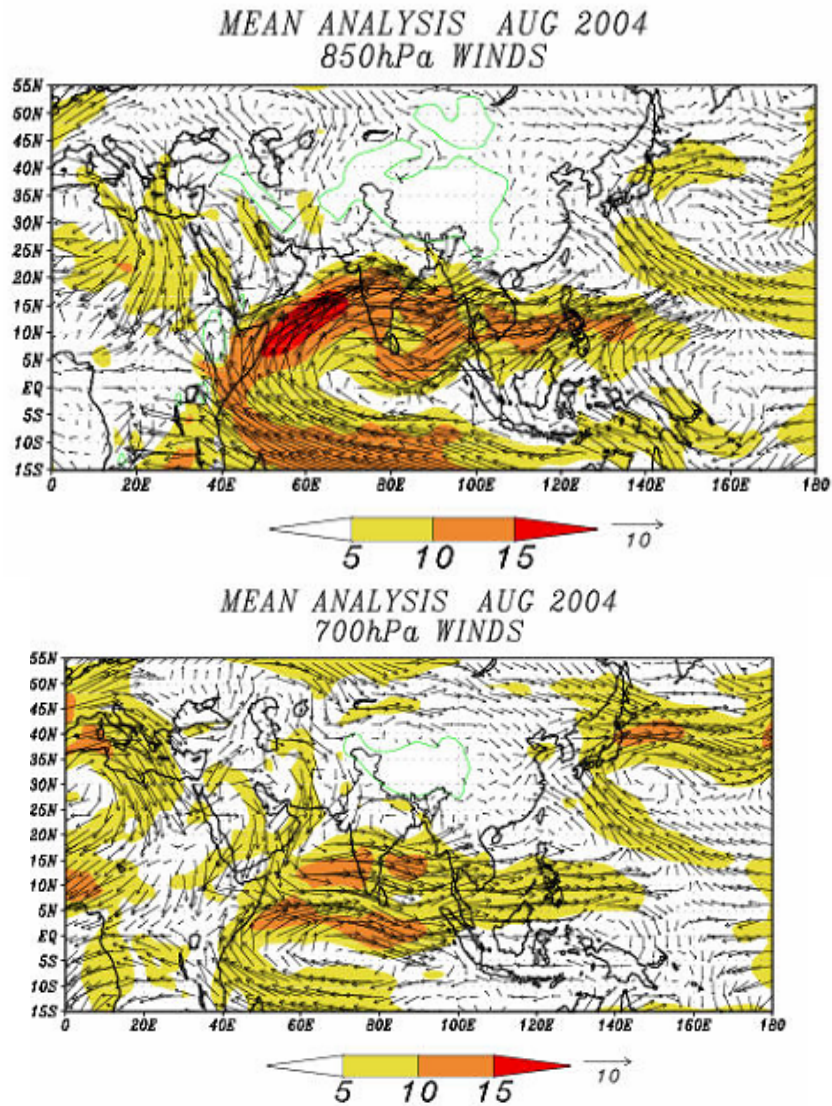 MEAN ANALYSIS AUG 2004
850hPa WINDS
55N
50N
45N
40N
35N
30N
25N
20N
15N
10N
5N
EQ
5S
10S
15S
0 20E 40E 60E 80E 100E 120E 140E 160E 180
5 10 15 10
MEAN ANALYSIS AUG 2004
700hPa WINDS
55N
50N
45N
40N
35N
30N
25N
20N
15N
10N
5N
EQ
5S
10S
15S
0 20E 40E 60E 80E 100E 120E 140E 160E 180
5 10 15 10